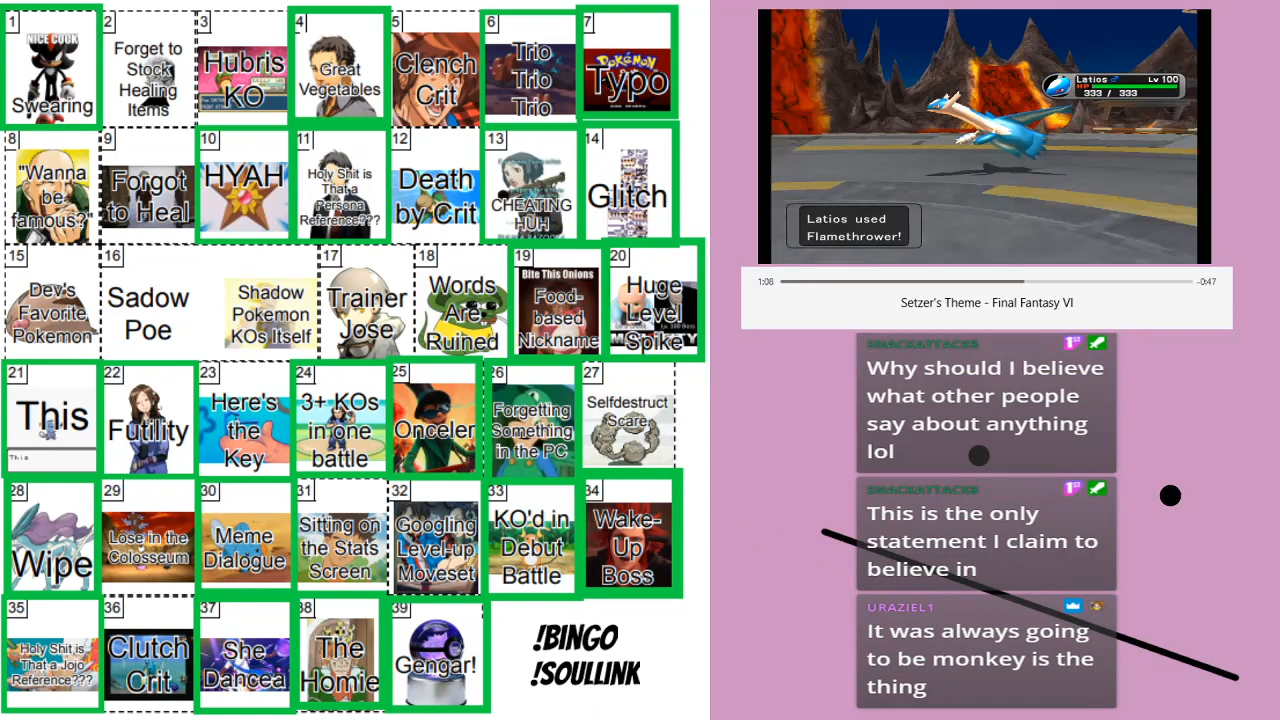 1
NICE COCK
Swearing
2
Forget to
Stock
Healing
Items
3
Hubris
KO
4
Great
Vegetables
5
Clench
Crit
6
Trio
Trio
Trio
7
POKéMON
Typo
8
"Wanna
be
famous?"
9
Forgot
to Heal
10
HYAH
11
Holy Shit is
That a
Persona
Reference???
12
Death
by Crit
13
CHEATING
HUH
14
Glitch
15
Dev's
Favorite
Pokemon
16
Sadow
Poe
Shadow
Pokemon
KOs Itself
17
Trainer
Jose
18
Words
Are
Ruined
19
Bite This Onions
Food-
based
Nickname
20
Huge
Level
Spike
21
This
This
22
Futility
23
Here's
the
Key
24
3+ KOs
in one
battle
25
Onceler
26
Forgetting
Something
in the PC
27
Selfdestruct
Scare
28
Wipe
29
Lose in the
Colosseum
30
Meme
Dialogue
31
Sitting on
the Stats
Screen
32
Googling
Level-up
Moveset
33
KO'd in
Debut
Battle
34
Wake-
Up
Boss
35
Holy Shit is
That a Jojo
Reference???
36
Clutch
Crit
37
She
Dancea
38
The
Homie
39
Gengar!
!BINGO
!SOULLINK
Latios ♂ Lv 100
HP
333 / 333
Latios used
Flamethrower!
1:08 -0:47
Setzer's Theme - Final Fantasy VI
SMACKATTACK8 1ST
Why should I believe
what other people
say about anything
lol
SMACKATTACK8 1ST
This is the only
statement I claim to
believe in
URAZIEL1
It was always going
to be monkey is the
thing